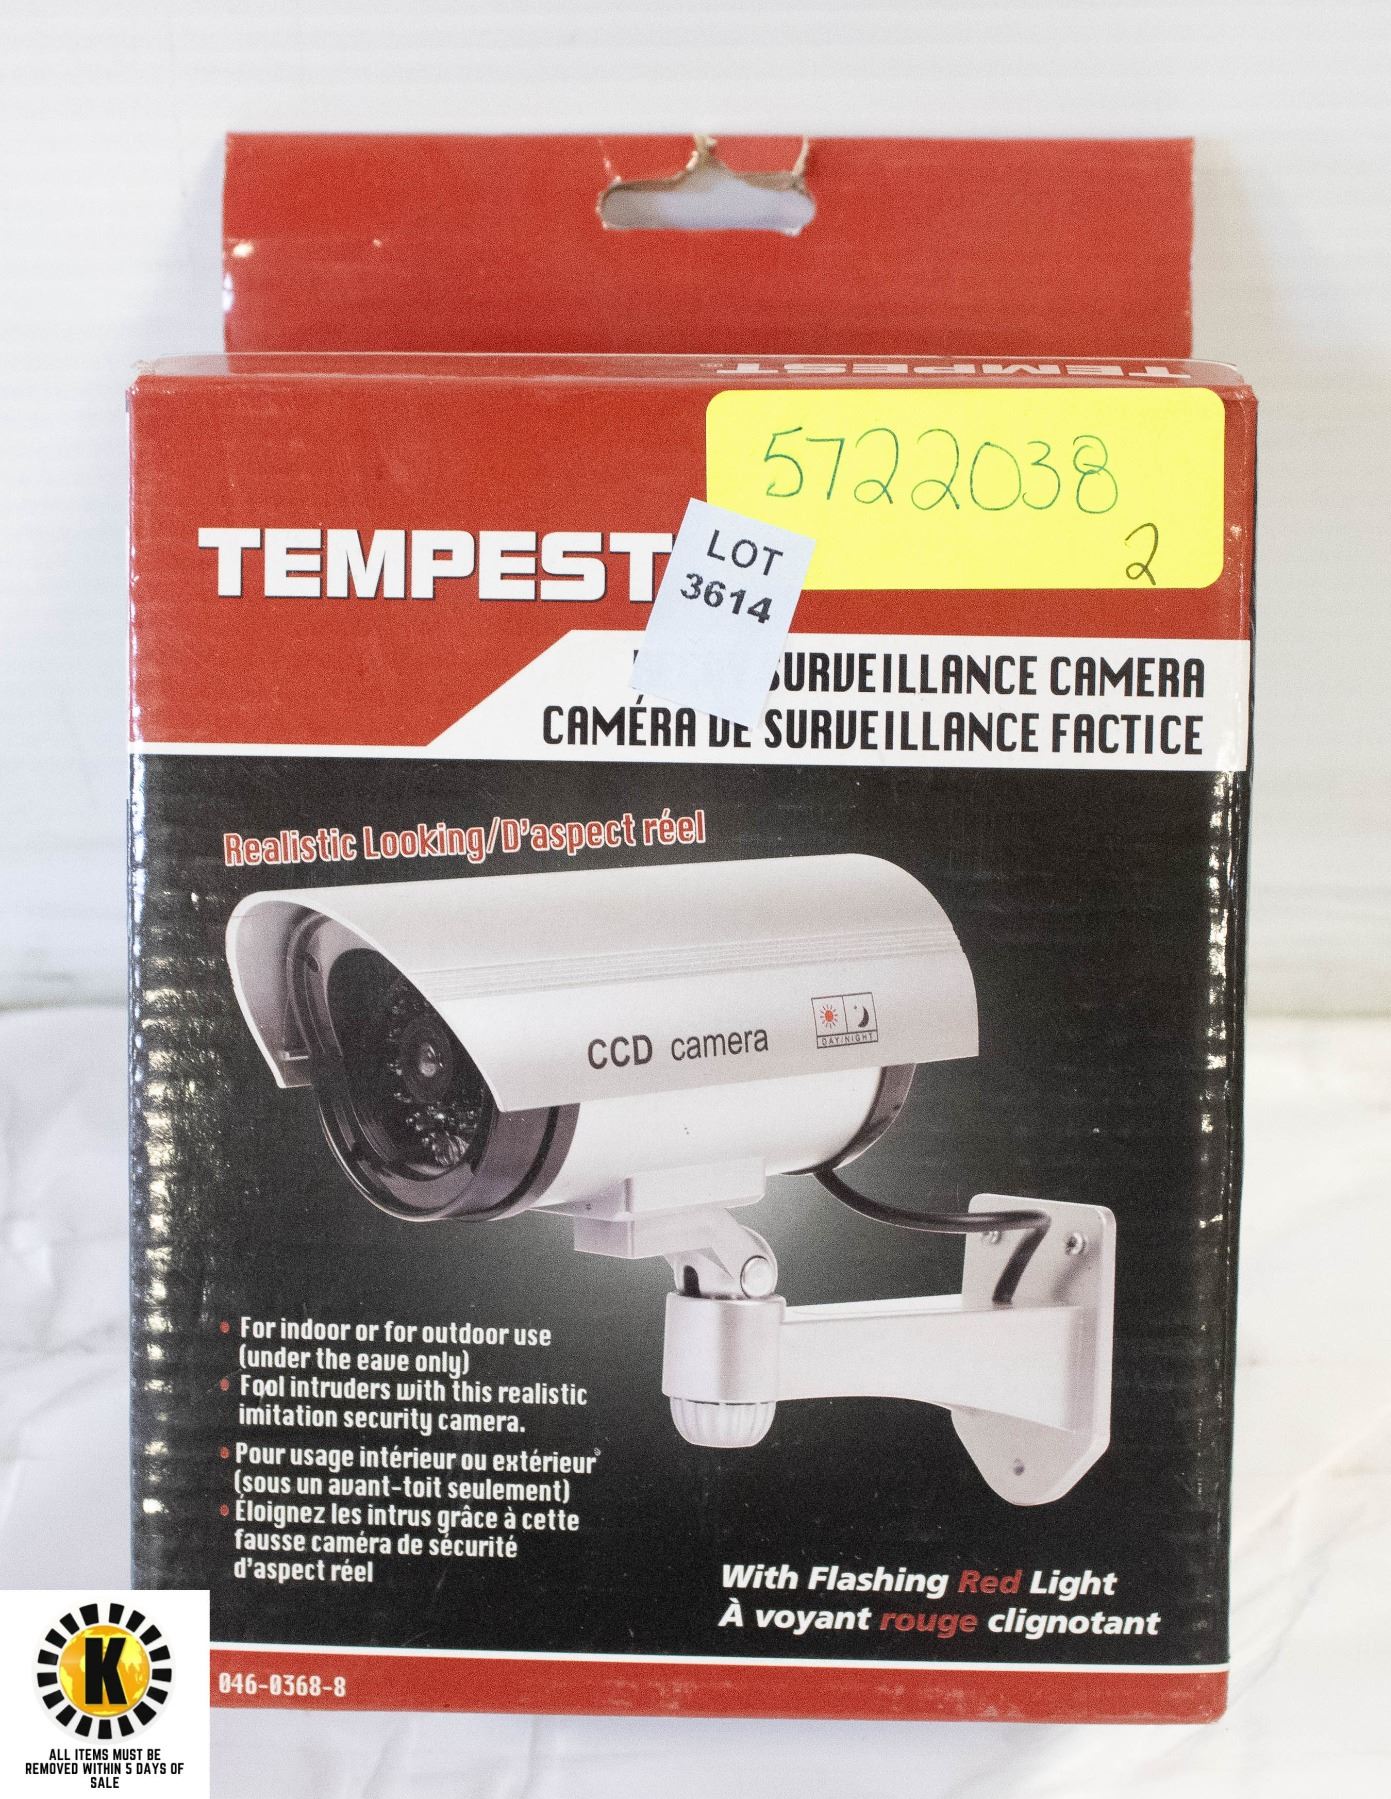 TEMPEST
5722038
2
TEMPEST
LOT
3614
SURVEILLANCE CAMERA
CAMÉRA DE SURVEILLANCE FACTICE
Realistic Looking/D'aspect réel
CCD camera
DAY/NIGHT
• For indoor or for outdoor use
(under the eave only)
• Fool intruders with this realistic
imitation security camera.
• Pour usage intérieur ou extérieur
(sous un avant-toit seulement)
• Éloignez les intrus grâce à cette
fausse caméra de sécurité
d'aspect réel
With Flashing Red Light
À voyant rouge clignotant
046-0368-8
K
ALL ITEMS MUST BE
REMOVED WITHIN 5 DAYS OF
SALE